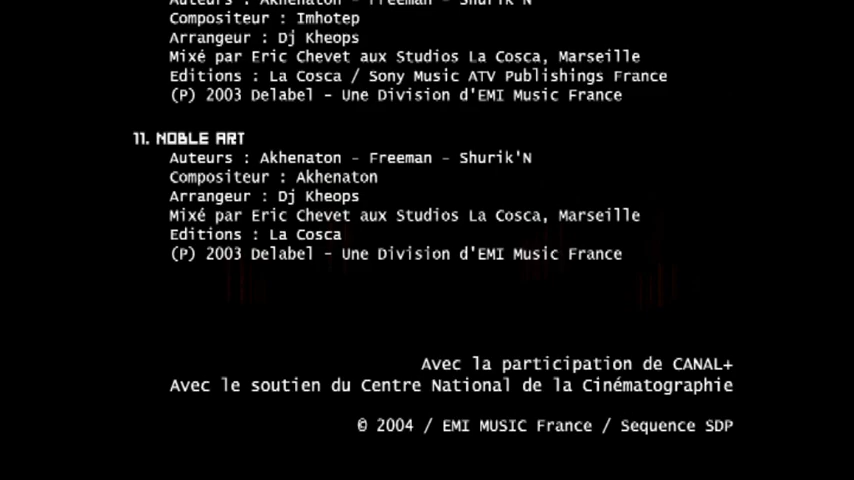 Auteurs : Akhenaton - Freeman - Shurik'N
Compositeur : Imhotep
Arrangeur : Dj Kheops
Mixé par Eric Chevet aux Studios La Cosca, Marseille
Editions : La Cosca / Sony Music ATV Publishings France
(P) 2003 Delabel - Une Division d'EMI Music France
11. NOBLE ART
Auteurs : Akhenaton - Freeman - Shurik'N
Compositeur : Akhenaton
Arrangeur : Dj Kheops
Mixé par Eric Chevet aux Studios La Cosca, Marseille
Editions : La Cosca
(P) 2003 Delabel - Une Division d'EMI Music France
Avec la participation de CANAL+
Avec le soutien du Centre National de la Cinématographie
© 2004 / EMI MUSIC France / Sequence SDP